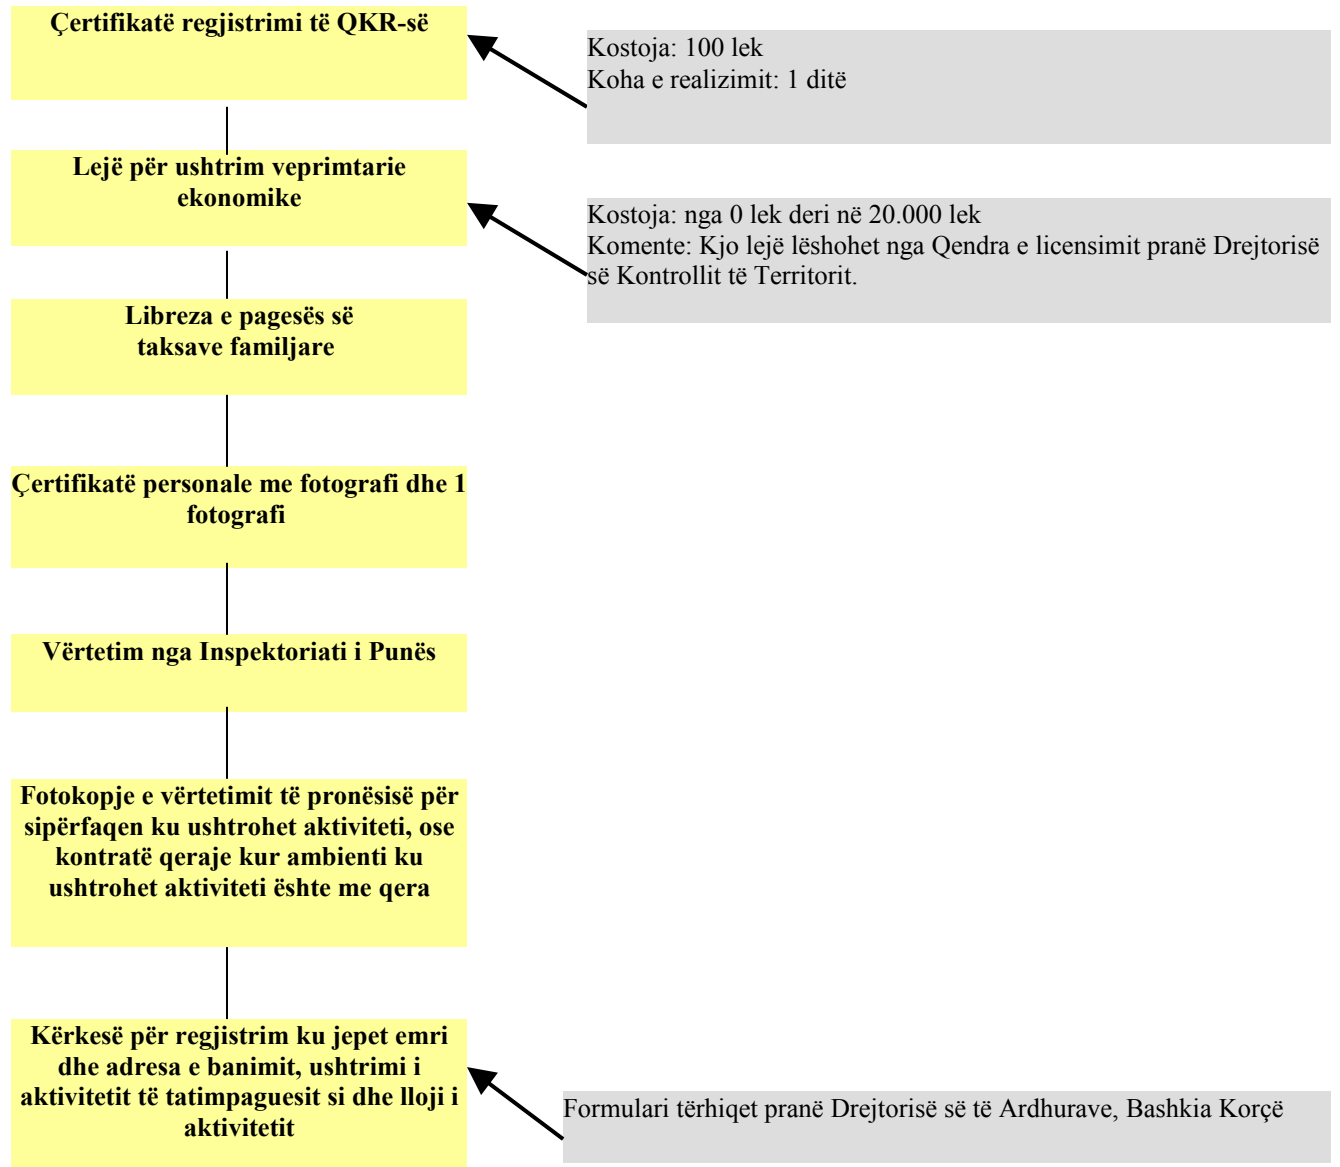 Çertifikatë regjistrimi të QKR-së
Kostoja: 100 lek
Koha e realizimit: 1 ditë
Lejë për ushtrim veprimtarie
ekonomike
Kostoja: nga 0 lek deri në 20.000 lek
Komente: Kjo lejë lëshohet nga Qendra e licensimit pranë Drejtorisë
së Kontrollit të Territorit.
Libreza e pagesës së
taksave familjare
Çertifikatë personale me fotografi dhe 1
fotografi
Vërtetim nga Inspektoriati i Punës
Fotokopje e vërtetimit të pronësisë për
sipërfaqen ku ushtrohet aktiviteti, ose
kontratë qeraje kur ambienti ku
ushtrohet aktiviteti ështe me qera
Kërkesë për regjistrim ku jepet emri
dhe adresa e banimit, ushtrimi i
aktivitetit të tatimpaguesit si dhe lloji i
aktivitetit
Formulari tërhiqet pranë Drejtorisë së të Ardhurave, Bashkia Korçë